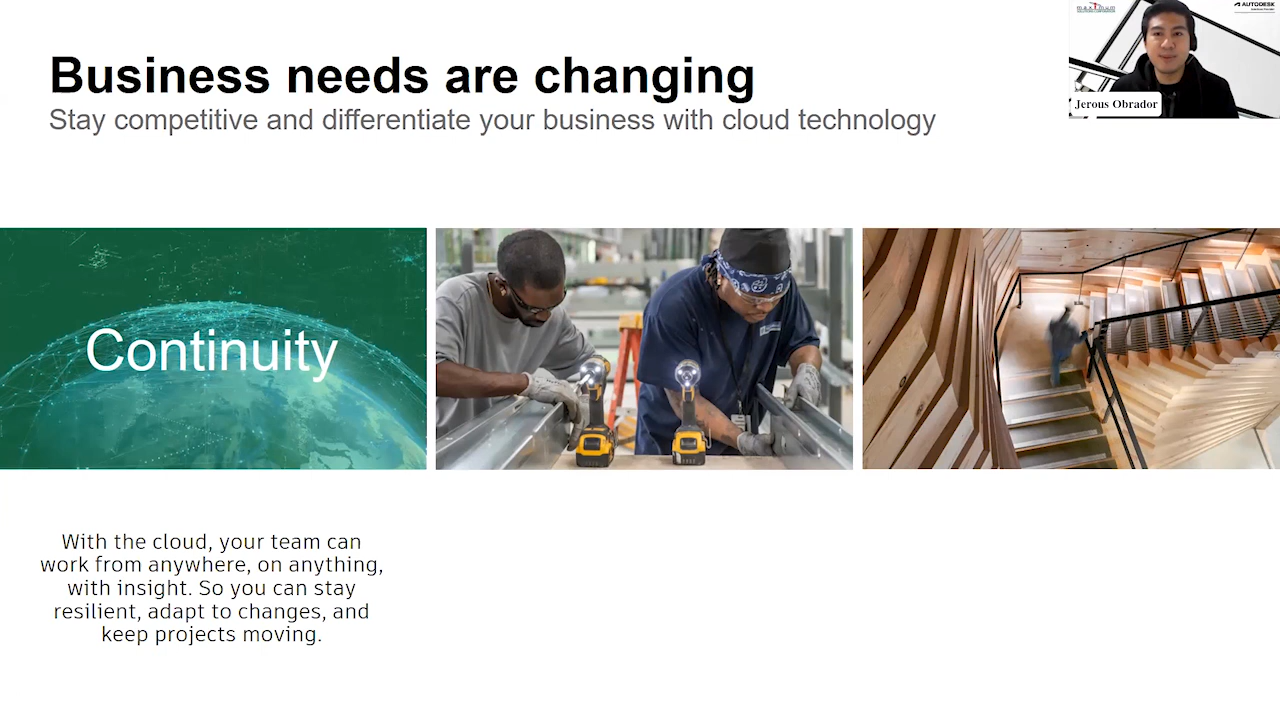 Business needs are changing
Stay competitive and differentiate your business with cloud technology
AUTODESK
Jerous Obrador
Continuity
With the cloud, your team can
work from anywhere, on anything,
with insight. So you can stay
resilient, adapt to changes, and
keep projects moving.